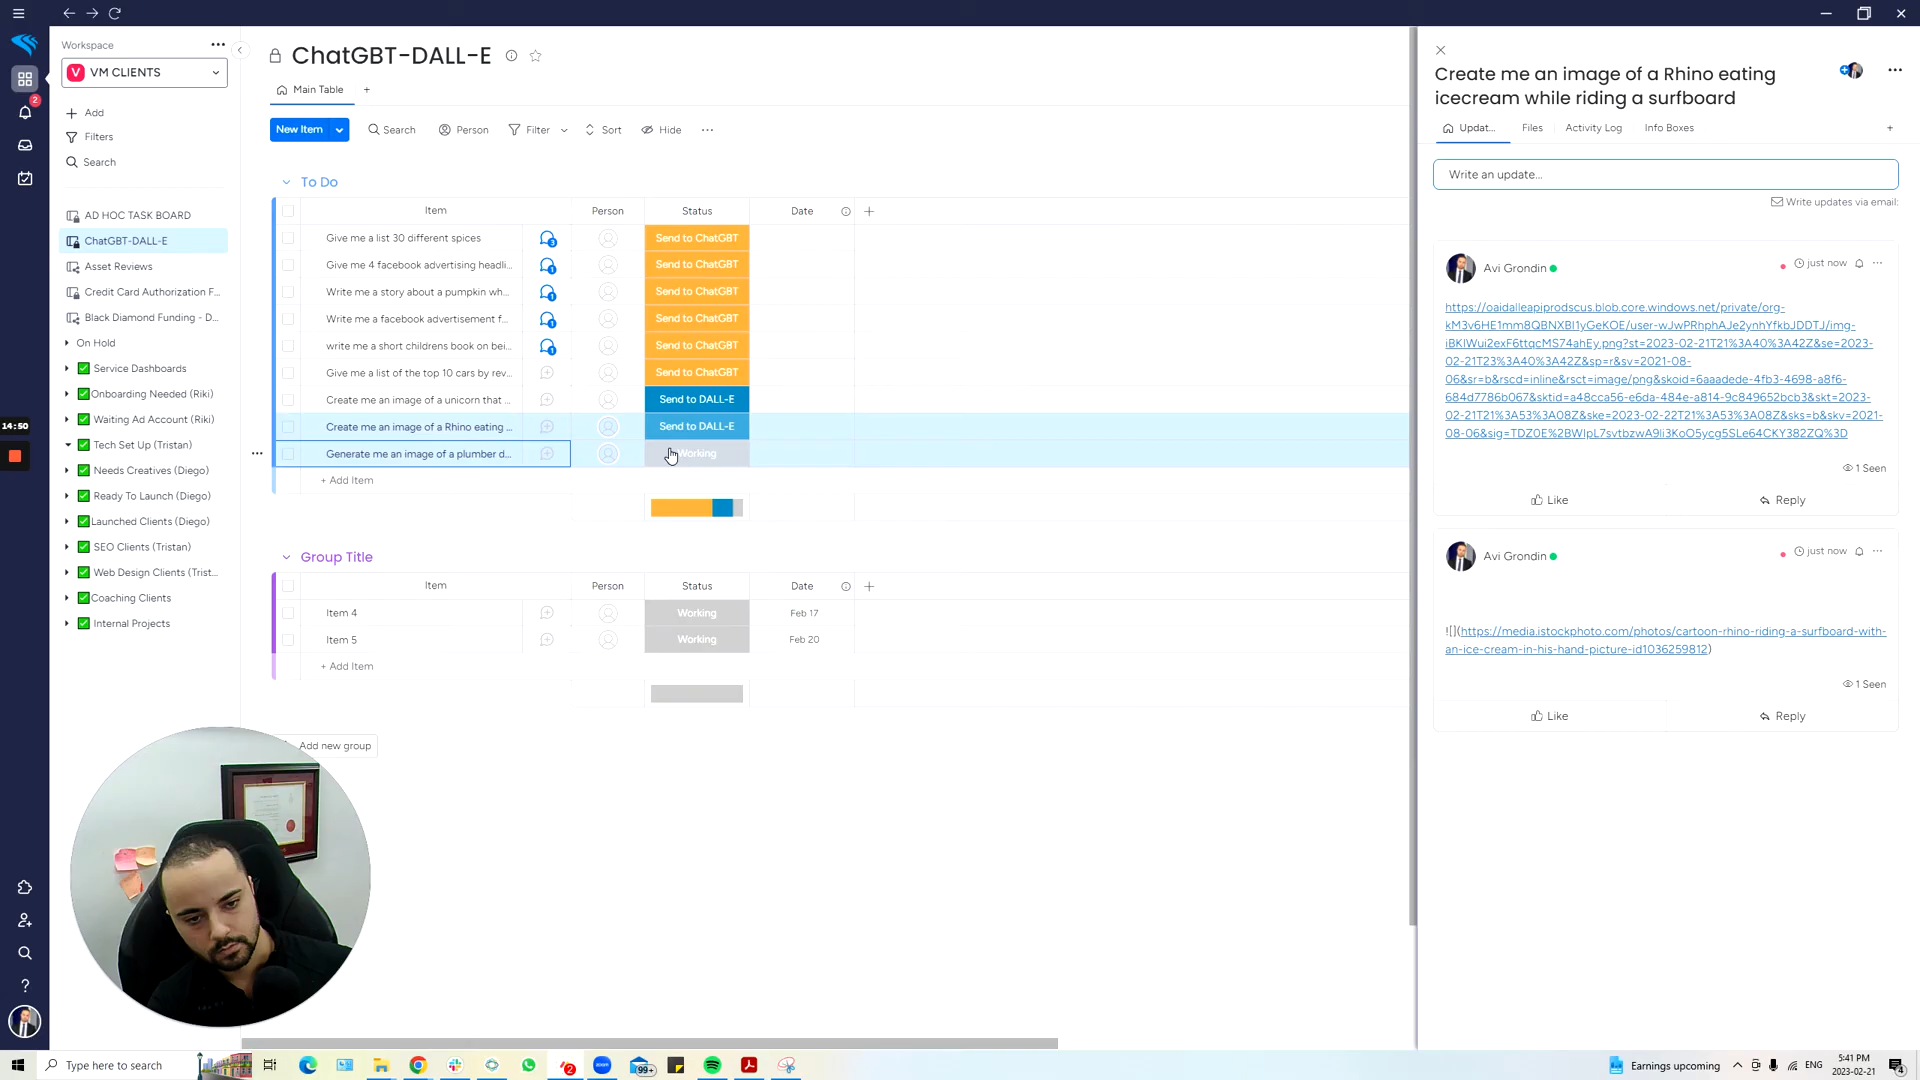 Workspace
V VM CLIENTS
Add
Filters
Search
AD HOC TASK BOARD
ChatGBT-DALL-E
Asset Reviews
Credit Card Authorization F...
Black Diamond Funding - D...
On Hold
Service Dashboards
Onboarding Needed (Riki)
Waiting Ad Account (Riki)
Tech Set Up (Tristan)
Needs Creatives (Diego)
Ready To Launch (Diego)
Launched Clients (Diego)
SEO Clients (Tristan)
Web Design Clients (Trist...
Coaching Clients
Internal Projects
2
14:50
ChatGBT-DALL-E
Main Table +
New Item Search Person Filter Sort Hide
To Do
Item Person Status Date
Give me a list 30 different spices 3 Send to ChatGBT
Give me 4 facebook advertising headli... 1 Send to ChatGBT
Write me a story about a pumpkin wh... 1 Send to ChatGBT
Write me a facebook advertisement f... 1 Send to ChatGBT
write me a short childrens book on bei... 1 Send to ChatGBT
Give me a list of the top 10 cars by rev... Send to ChatGBT
Create me an image of a unicorn that ... Send to DALL-E
Create me an image of a Rhino eating ... Send to DALL-E
Generate me an image of a plumber d... Working
+ Add Item
Group Title
Item Person Status Date
Item 4 Working Feb 17
Item 5 Working Feb 20
+ Add Item
Add new group
Create me an image of a Rhino eating
icecream while riding a surfboard
Updat... Files Activity Log Info Boxes +
Write an update...
Write updates via email:
Avi Grondin just now
https://oaidalleapiprodscus.blob.core.windows.net/private/org-
kM3v6HE1mm8QBNXBI1yGeKOE/user-wJwPRhphAJe2ynhYfkbJDDTJ/img-
iBKlWui2exF6ttqcMS74ahEy.png?st=2023-02-21T21%3A40%3A42Z&se=2023-
02-21T23%3A40%3A42Z&sp=r&sv=2021-08-
06&sr=b&rscd=inline&rsct=image/png&skoid=6aaadede-4fb3-4698-a8f6-
684d7786b067&sktid=a48cca56-e6da-484e-a814-9c849652bcb3&skt=2023-
02-21T21%3A53%3A08Z&ske=2023-02-22T21%3A53%3A08Z&sks=b&skv=2021-
08-06&sig=TDZ0E%2BWIpL7svtbzwA9li3KoO5ycg5SLe64CKY382ZQ%3D
1 Seen
Like Reply
Avi Grondin just now
![](https://media.istockphoto.com/photos/cartoon-rhino-riding-a-surfboard-with-
an-ice-cream-in-his-hand-picture-id1036259812)
1 Seen
Like Reply
Type here to search
2
99+
Earnings upcoming
ENG
5:41 PM
2023-02-21
4